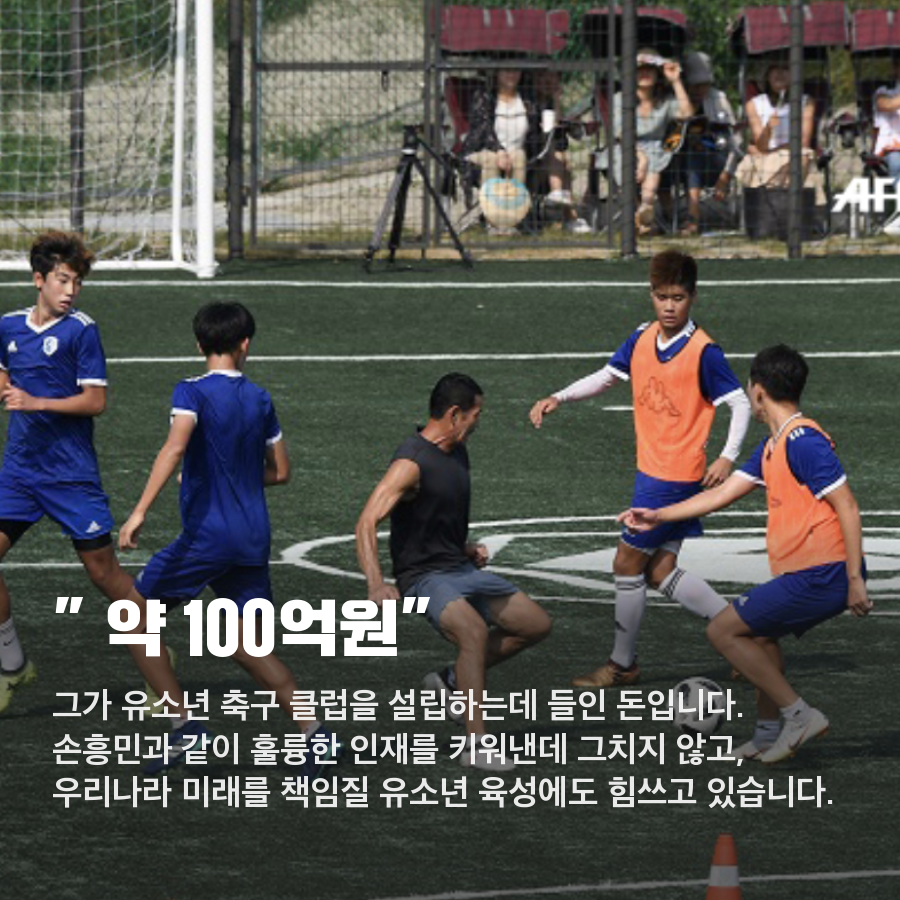 " 약 100억원"
그가 유소년 축구 클럽을 설립하는데 들인 돈입니다.
손흥민과 같이 훌륭한 인재를 키워낸데 그치지 않고,
우리나라 미래를 책임질 유소년 육성에도 힘쓰고 있습니다.